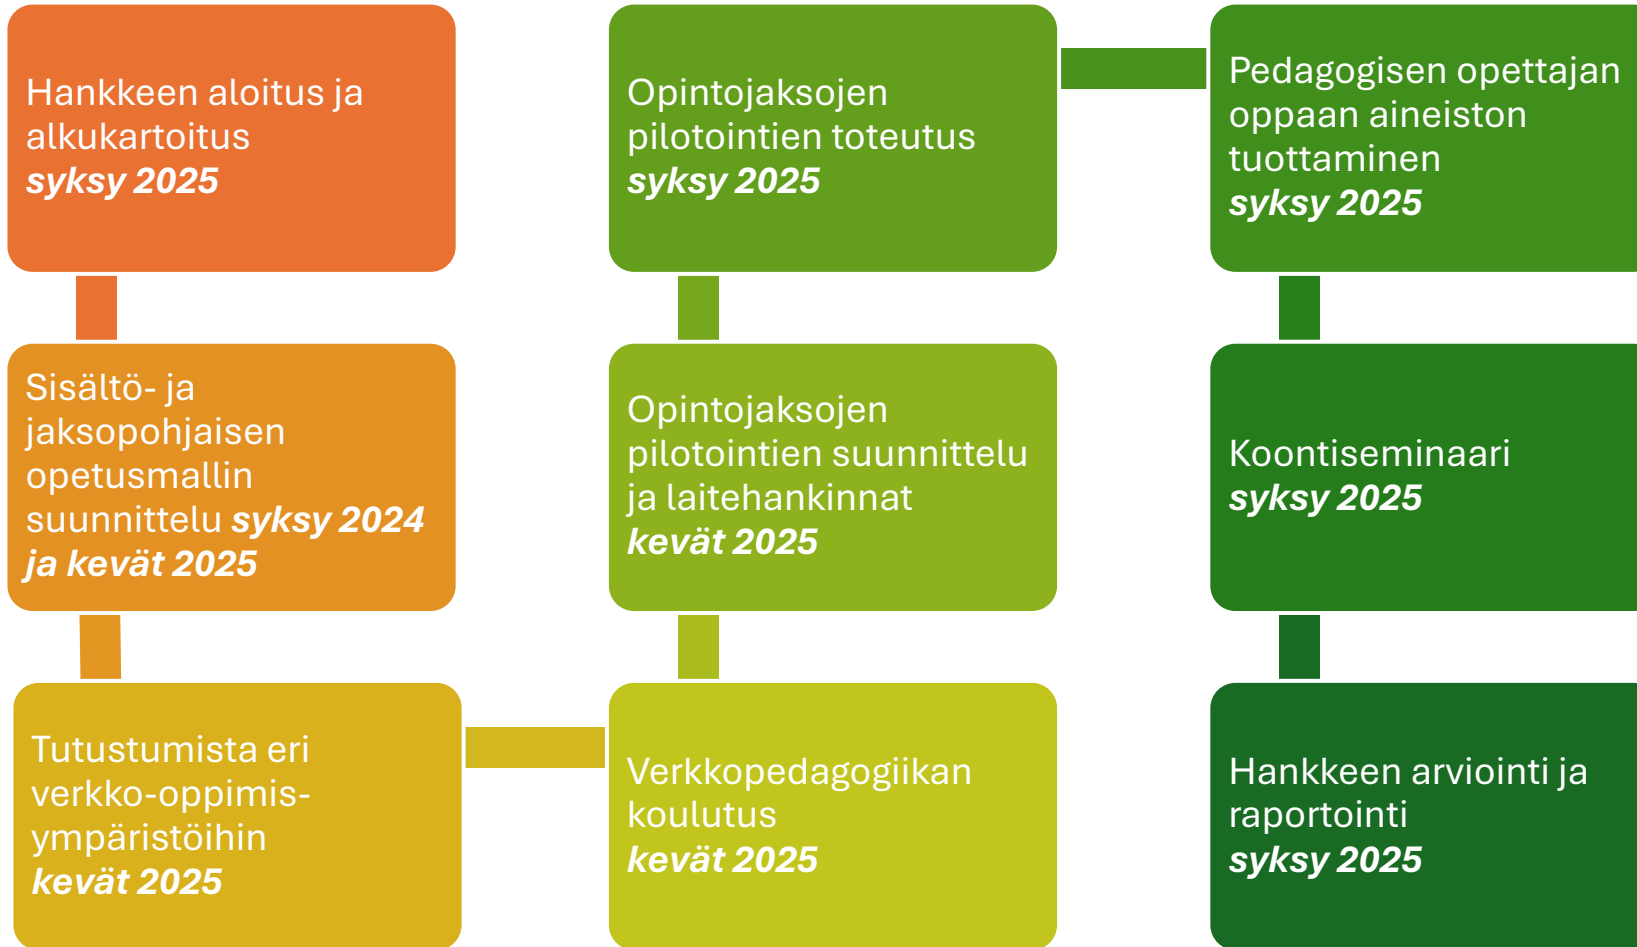 Hankkeen aloitus ja
alkukartoitus
syksy 2025
Sisältö- ja
jaksopohjaisen
opetusmallin
suunnittelu syksy 2024
ja kevät 2025
Tutustumista eri
verkko-oppimis-
ympäristöihin
kevät 2025
Verkkopedagogiikan
koulutus
kevät 2025
Opintojaksojen
pilotointien suunnittelu
ja laitehankinnat
kevät 2025
Opintojaksojen
pilotointien toteutus
syksy 2025
Pedagogisen opettajan
oppaan aineiston
tuottaminen
syksy 2025
Koontiseminaari
syksy 2025
Hankkeen arviointi ja
raportointi
syksy 2025